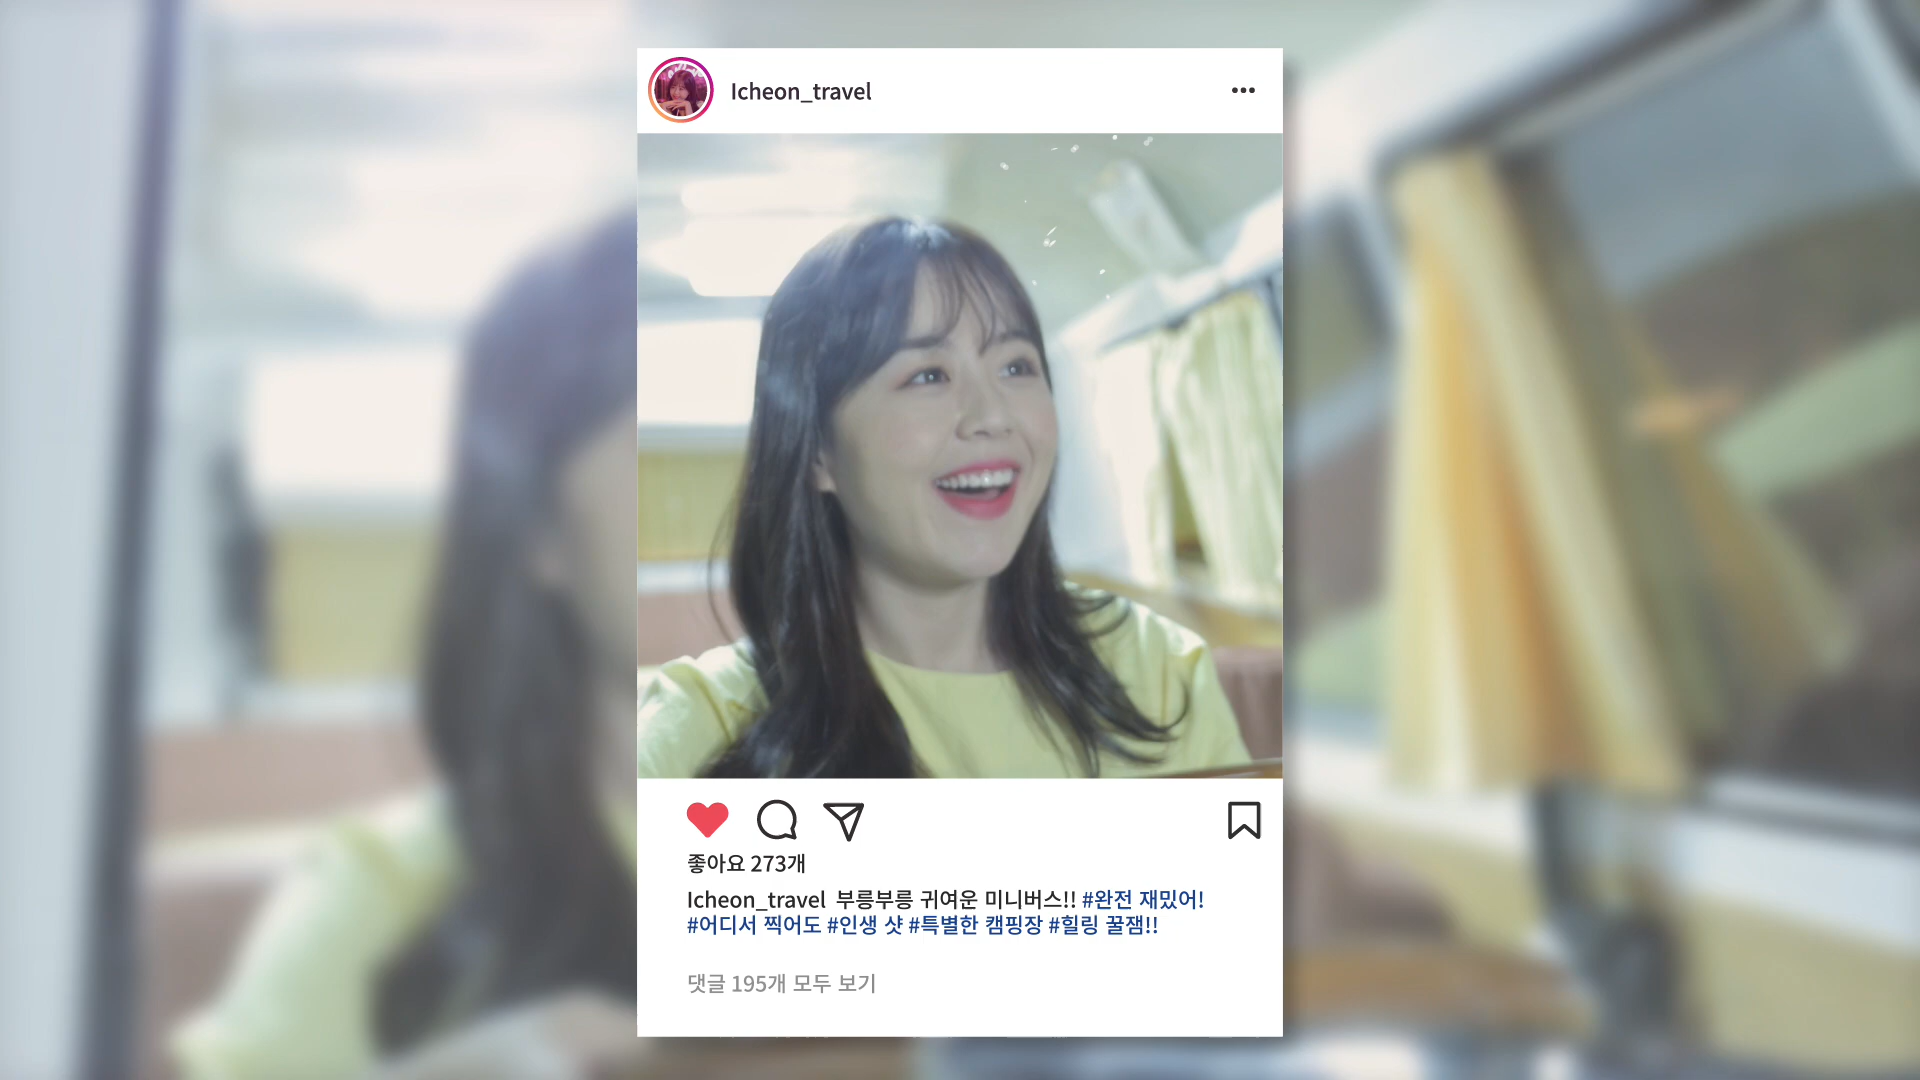 Icheon_travel
좋아요 273개
Icheon_travel 부릉부릉 귀여운 미니버스!! #완전 재밌어!
#어디서 찍어도 #인생 샷 #특별한 캠핑장 #힐링 꿀잼!!
댓글 195개 모두 보기